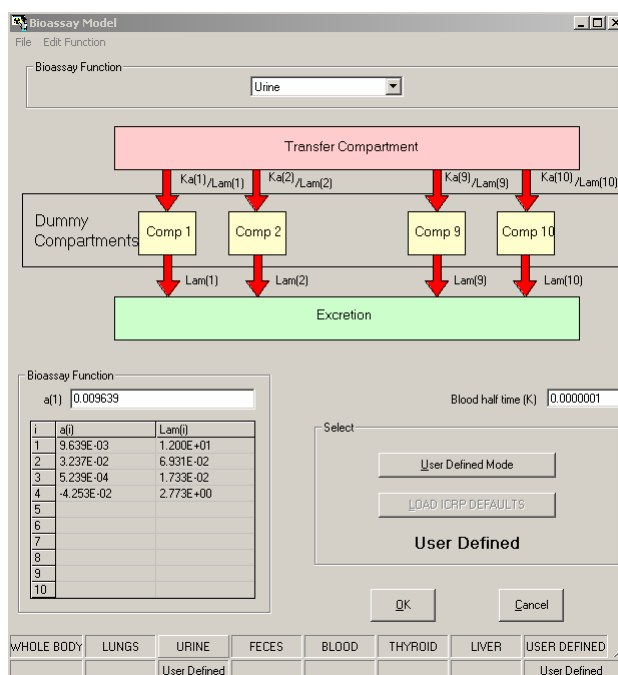 Bioassay Model
File Edit Function
Bioassay Function
Urine
Transfer Compartment
Ka(1)/Lam(1) Ka(2)/Lam(2) Ka(9)/Lam(9) Ka(10)/Lam(10)
Dummy
Compartments
Comp 1 Comp 2 Comp 9 Comp 10
Lam(1) Lam(2) Lam(9) Lam(10)
Excretion
Bioassay Function
a(1) 0.009639
Blood half time (K) 0.0000001
i a(i) Lam(i)
1 9.639E-03 1.200E+01
2 3.237E-02 6.931E-02
3 5.239E-04 1.733E-02
4 -4.253E-02 2.773E+00
5
6
7
8
9
10
Select
User Defined Mode
LOAD ICRP DEFAULTS
User Defined
OK Cancel
WHOLE BODY LUNGS URINE FECES BLOOD THYROID LIVER USER DEFINED
User Defined User Defined